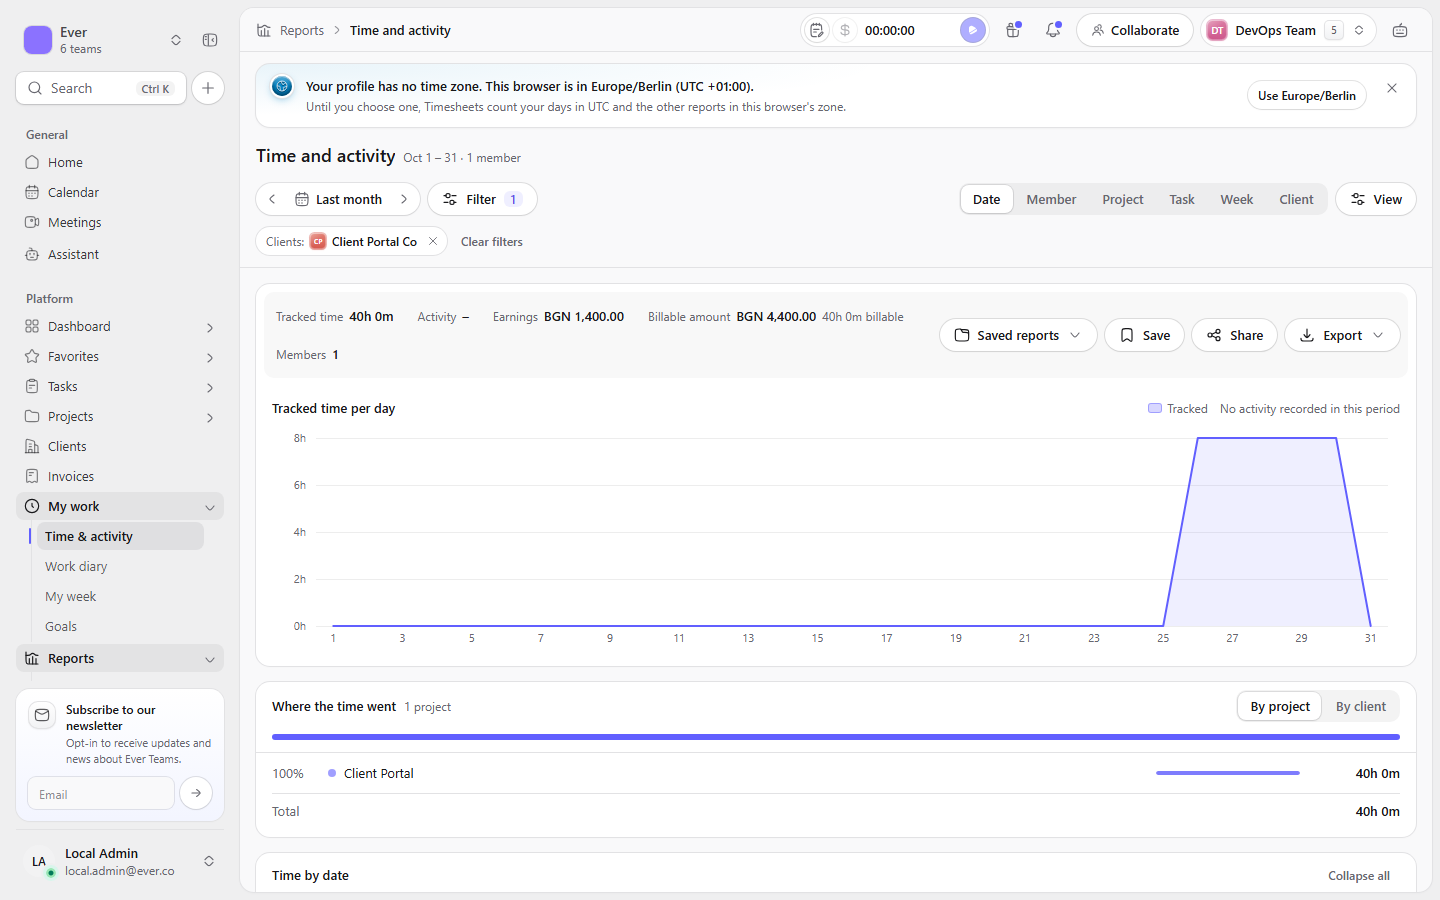 Ever
6 teams
Search
Ctrl K
General
Home
Calendar
Meetings
Assistant
Platform
Dashboard
Favorites
Tasks
Projects
Clients
Invoices
My work
Time & activity
Work diary
My week
Goals
Reports
Subscribe to our
newsletter
Opt-in to receive updates and
news about Ever Teams.
Email
LA
Local Admin
local.admin@ever.co
Reports
Time and activity
00:00:00
Collaborate
DT
DevOps Team
5
Your profile has no time zone. This browser is in Europe/Berlin (UTC +01:00).
Until you choose one, Timesheets count your days in UTC and the other reports in this browser's zone.
Use Europe/Berlin
Time and activity Oct 1 – 31 · 1 member
Last month
Filter 1
Date
Member
Project
Task
Week
Client
View
Clients: CP Client Portal Co
Clear filters
Tracked time 40h 0m
Activity –
Earnings BGN 1,400.00
Billable amount BGN 4,400.00 40h 0m billable
Members 1
Saved reports
Save
Share
Export
Tracked time per day
Tracked
No activity recorded in this period
8h
6h
4h
2h
0h
1 3 5 7 9 11 13 15 17 19 21 23 25 27 29 31
Where the time went 1 project
By project
By client
100% Client Portal 40h 0m
Total 40h 0m
Time by date
Collapse all